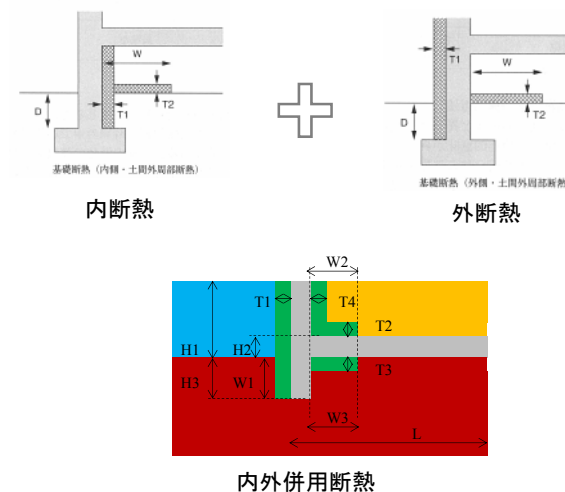 W
D
T1
T2
基礎断熱（内側・土間外周部断熱）
内断熱
T1
W
D
T2
基礎断熱（外側・土間外周部断熱
外断熱
W2
T1
T4
T2
H1
H2
H3
W1
T3
W3
L
内外併用断熱